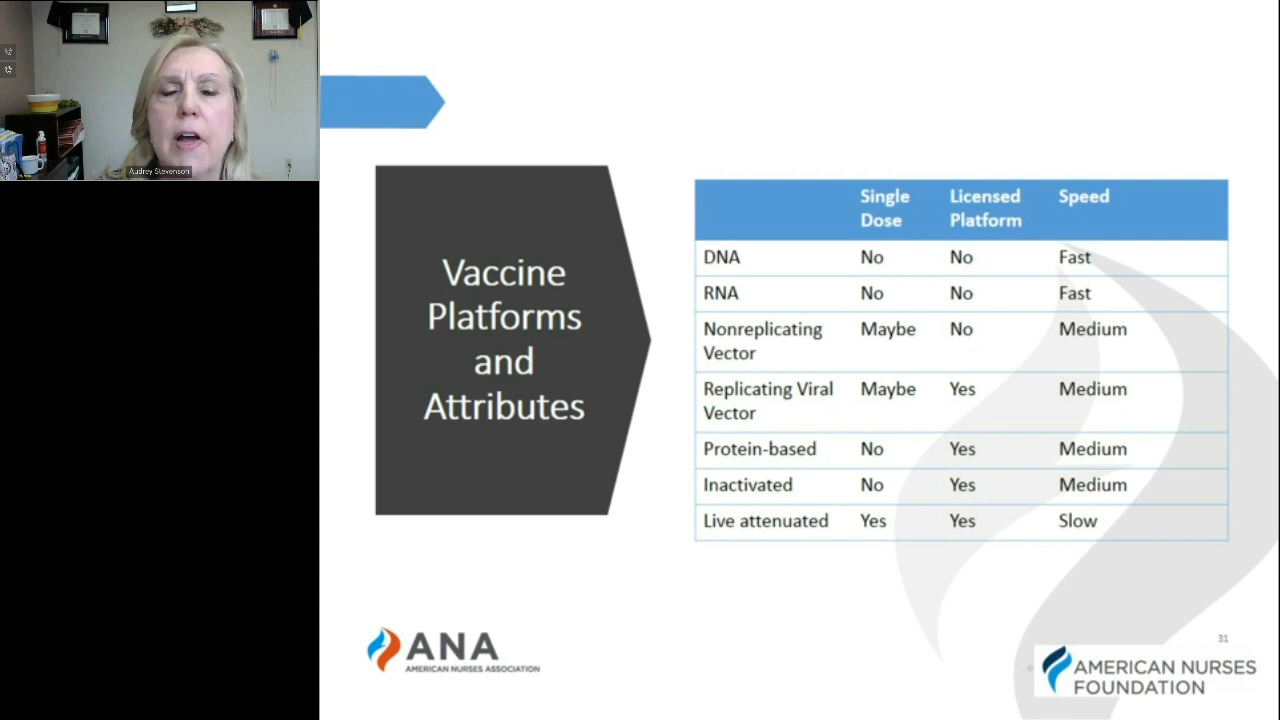 Audrey Stevenson
Vaccine
Platforms
and
Attributes
Single Dose Licensed Platform Speed
DNA No No Fast
RNA No No Fast
Nonreplicating Vector Maybe No Medium
Replicating Viral Vector Maybe Yes Medium
Protein-based No Yes Medium
Inactivated No Yes Medium
Live attenuated Yes Yes Slow
ANA
AMERICAN NURSES ASSOCIATION
31
AMERICAN NURSES
FOUNDATION